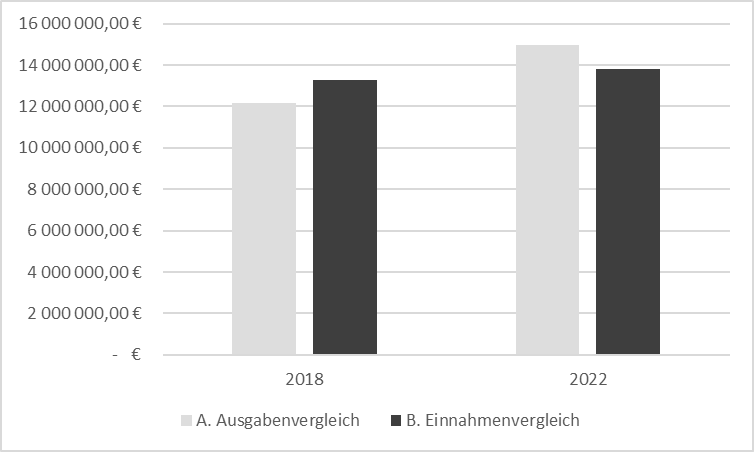 16 000 000,00 €
14 000 000,00 €
12 000 000,00 €
10 000 000,00 €
8 000 000,00 €
6 000 000,00 €
4 000 000,00 €
2 000 000,00 €
- €
2018 2022
A. Ausgabenvergleich B. Einnahmenvergleich